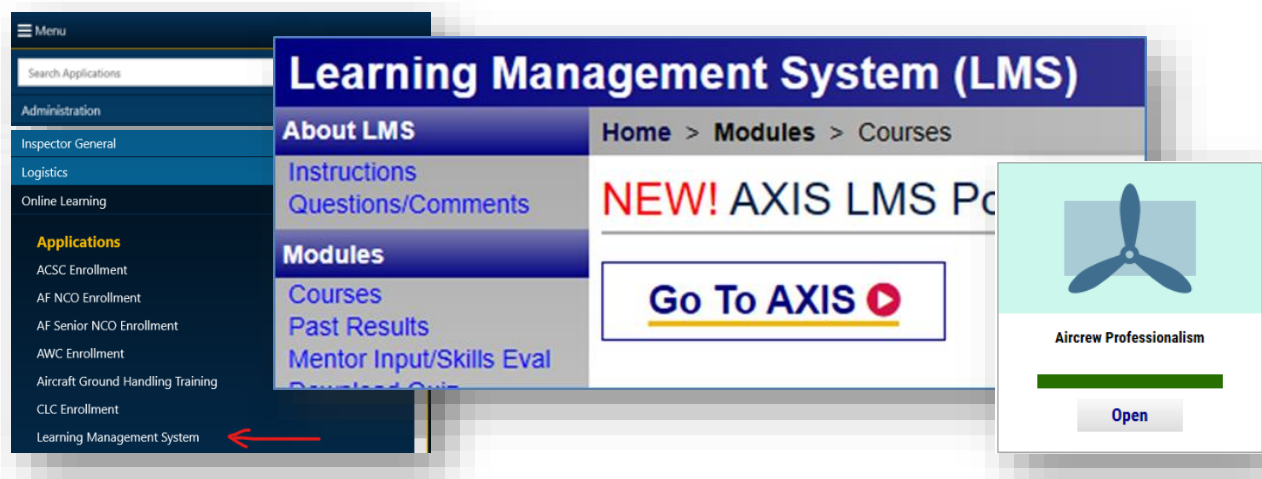 Menu
Search Applications
Administration
Inspector General
Logistics
Online Learning
Applications
ACSC Enrollment
AF NCO Enrollment
AF Senior NCO Enrollment
AWC Enrollment
Aircraft Ground Handling Training
CLC Enrollment
Learning Management System
Learning Management System (LMS)
About LMS
Instructions
Questions/Comments
Modules
Courses
Past Results
Mentor Input/Skills Eval
Download Quiz
Home > Modules > Courses
NEW! AXIS LMS Po
Go To AXIS
Aircrew Professionalism
Open